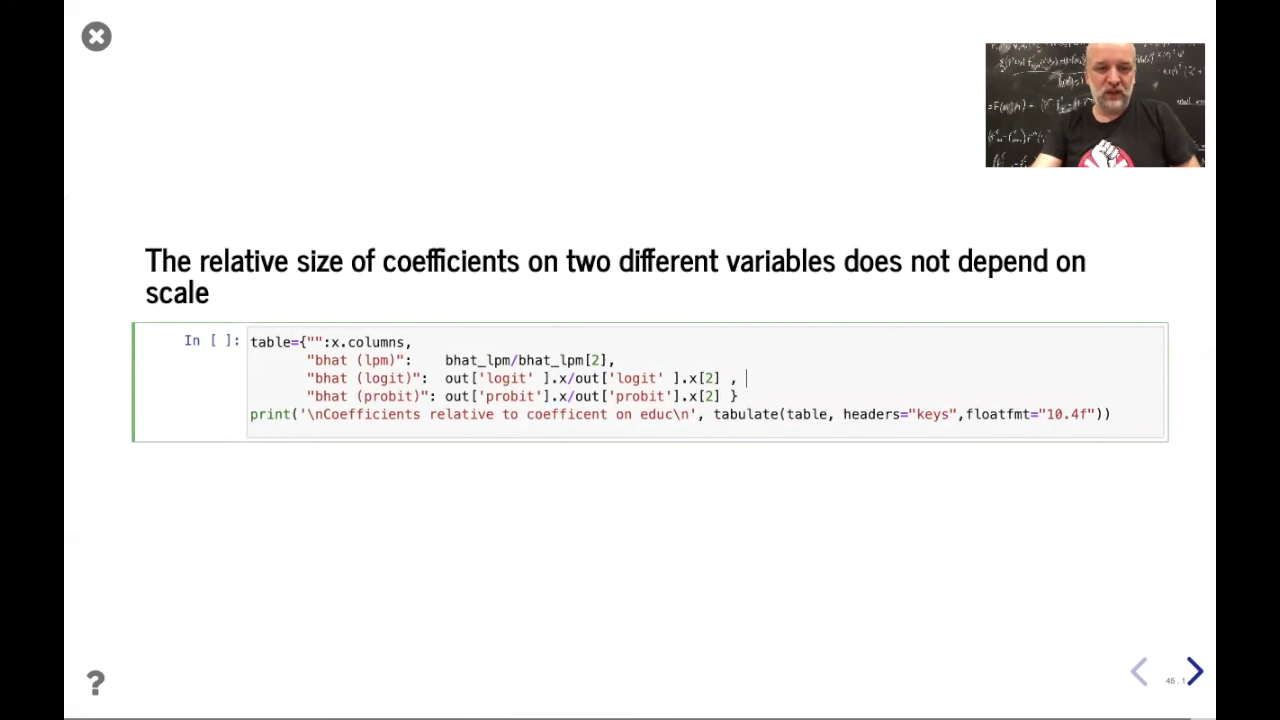 The relative size of coefficients on two different variables does not depend on
scale
In [ ]:
table={"":x.columns,
"bhat (lpm)": bhat_lpm/bhat_lpm[2],
"bhat (logit)": out['logit' ].x/out['logit' ].x[2] ,
"bhat (probit)": out['probit'].x/out['probit'].x[2] }
print('\nCoefficients relative to coefficent on educ\n', tabulate(table, headers="keys",floatfmt="10.4f"))
?
45.1